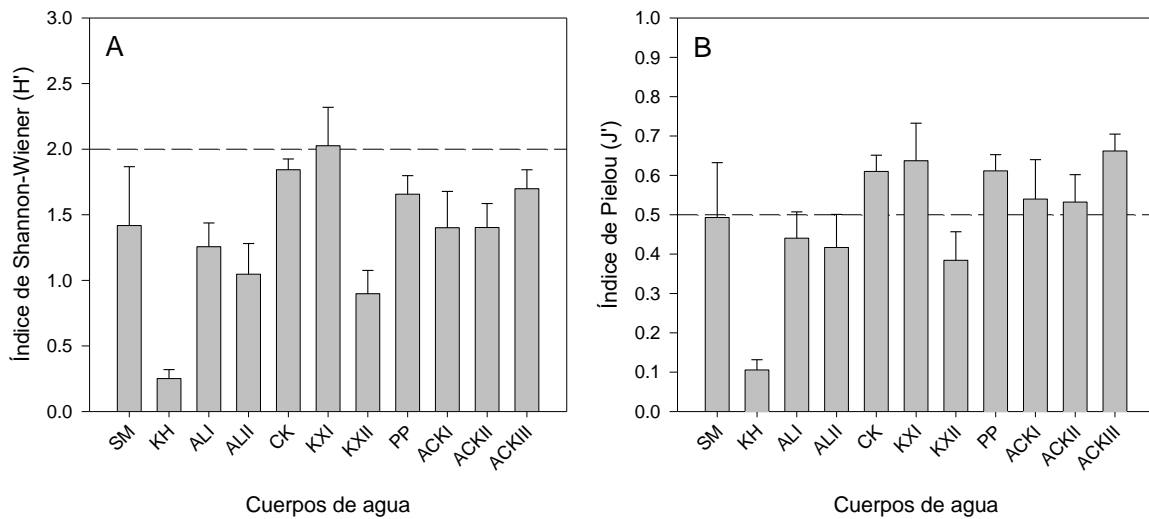 A
Índice de Shannon-Wiener (H')
3.0
2.5
2.0
1.5
1.0
0.5
0.0
SM KH ALI ALII CK KXI KXII PP ACKI ACKII ACKIII
Cuerpos de agua
B
Índice de Pielou (J')
1.0
0.9
0.8
0.7
0.6
0.5
0.4
0.3
0.2
0.1
0.0
SM KH ALI ALII CK KXI KXII PP ACKI ACKII ACKIII
Cuerpos de agua